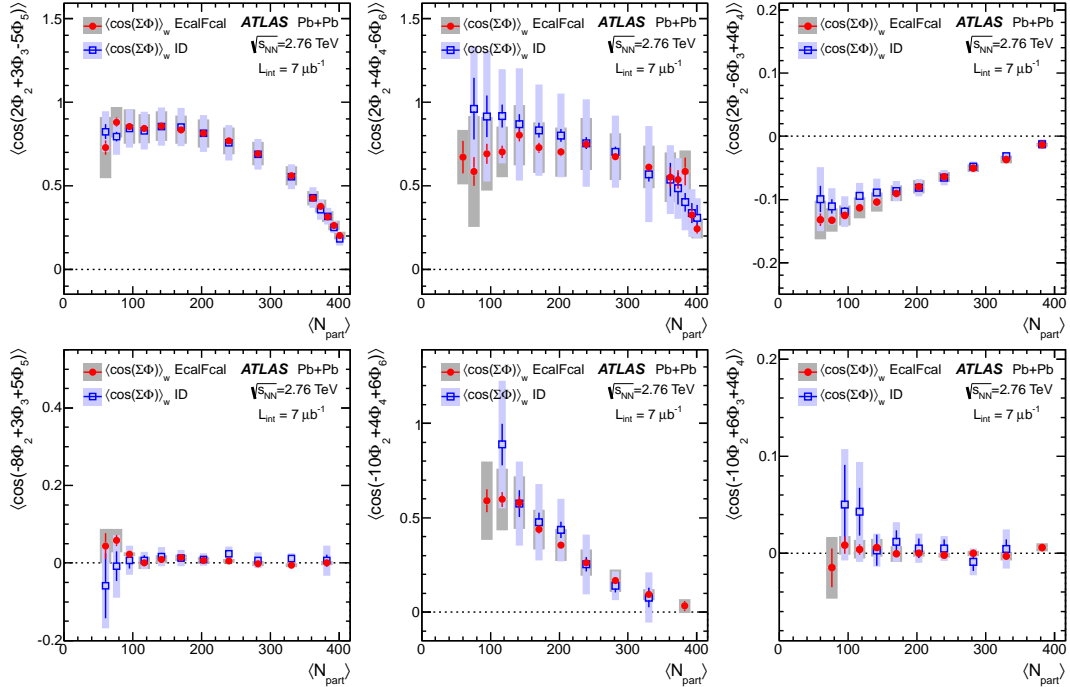 ⟨cos(2Φ₂+3Φ₃-5Φ₅)⟩
1.5
1
0.5
0
⟨cos(ΣΦ)⟩w EcalFcal
⟨cos(ΣΦ)⟩w ID
ATLAS Pb+Pb
√sNN=2.76 TeV
Lint = 7 μb⁻¹
0 100 200 300 400
⟨Npart⟩
⟨cos(2Φ₂+4Φ₄-6Φ₆)⟩
1.5
1
0.5
0
⟨cos(ΣΦ)⟩w EcalFcal
⟨cos(ΣΦ)⟩w ID
ATLAS Pb+Pb
√sNN=2.76 TeV
Lint = 7 μb⁻¹
0 100 200 300 400
⟨Npart⟩
⟨cos(2Φ₂-6Φ₃+4Φ₄)⟩
0.1
0
-0.1
-0.2
⟨cos(ΣΦ)⟩w EcalFcal
⟨cos(ΣΦ)⟩w ID
ATLAS Pb+Pb
√sNN=2.76 TeV
Lint = 7 μb⁻¹
0 100 200 300 400
⟨Npart⟩
⟨cos(-8Φ₂+3Φ₃+5Φ₅)⟩
0.4
0.2
0
-0.2
⟨cos(ΣΦ)⟩w EcalFcal
⟨cos(ΣΦ)⟩w ID
ATLAS Pb+Pb
√sNN=2.76 TeV
Lint = 7 μb⁻¹
0 100 200 300 400
⟨Npart⟩
⟨cos(-10Φ₂+4Φ₄+6Φ₆)⟩
1
0.5
0
⟨cos(ΣΦ)⟩w EcalFcal
⟨cos(ΣΦ)⟩w ID
ATLAS Pb+Pb
√sNN=2.76 TeV
Lint = 7 μb⁻¹
0 100 200 300 400
⟨Npart⟩
⟨cos(-10Φ₂+6Φ₃+4Φ₄)⟩
0.2
0.1
0
⟨cos(ΣΦ)⟩w EcalFcal
⟨cos(ΣΦ)⟩w ID
ATLAS Pb+Pb
√sNN=2.76 TeV
Lint = 7 μb⁻¹
0 100 200 300 400
⟨Npart⟩